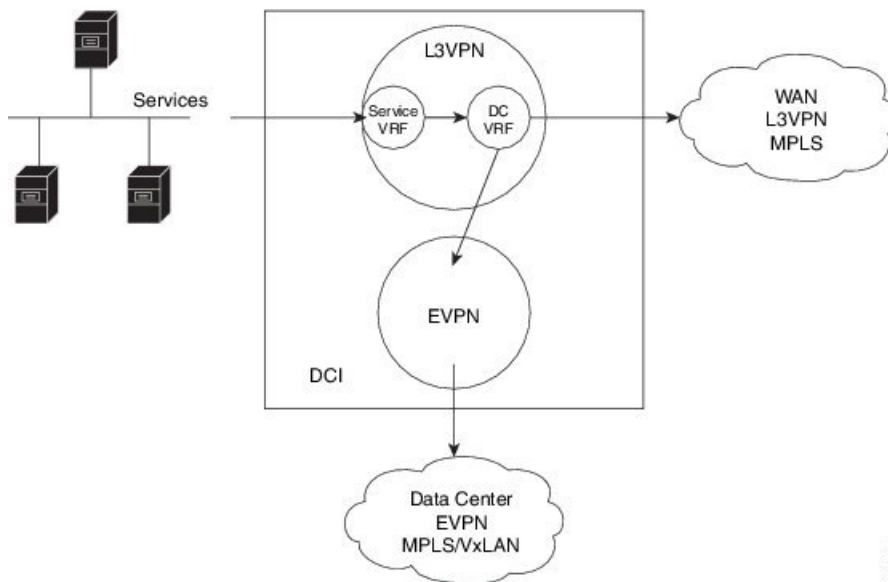 L3VPN
Services
Service
VRF
DC
VRF
WAN
L3VPN
MPLS
EVPN
DCI
Data Center
EVPN
MPLS/VxLAN